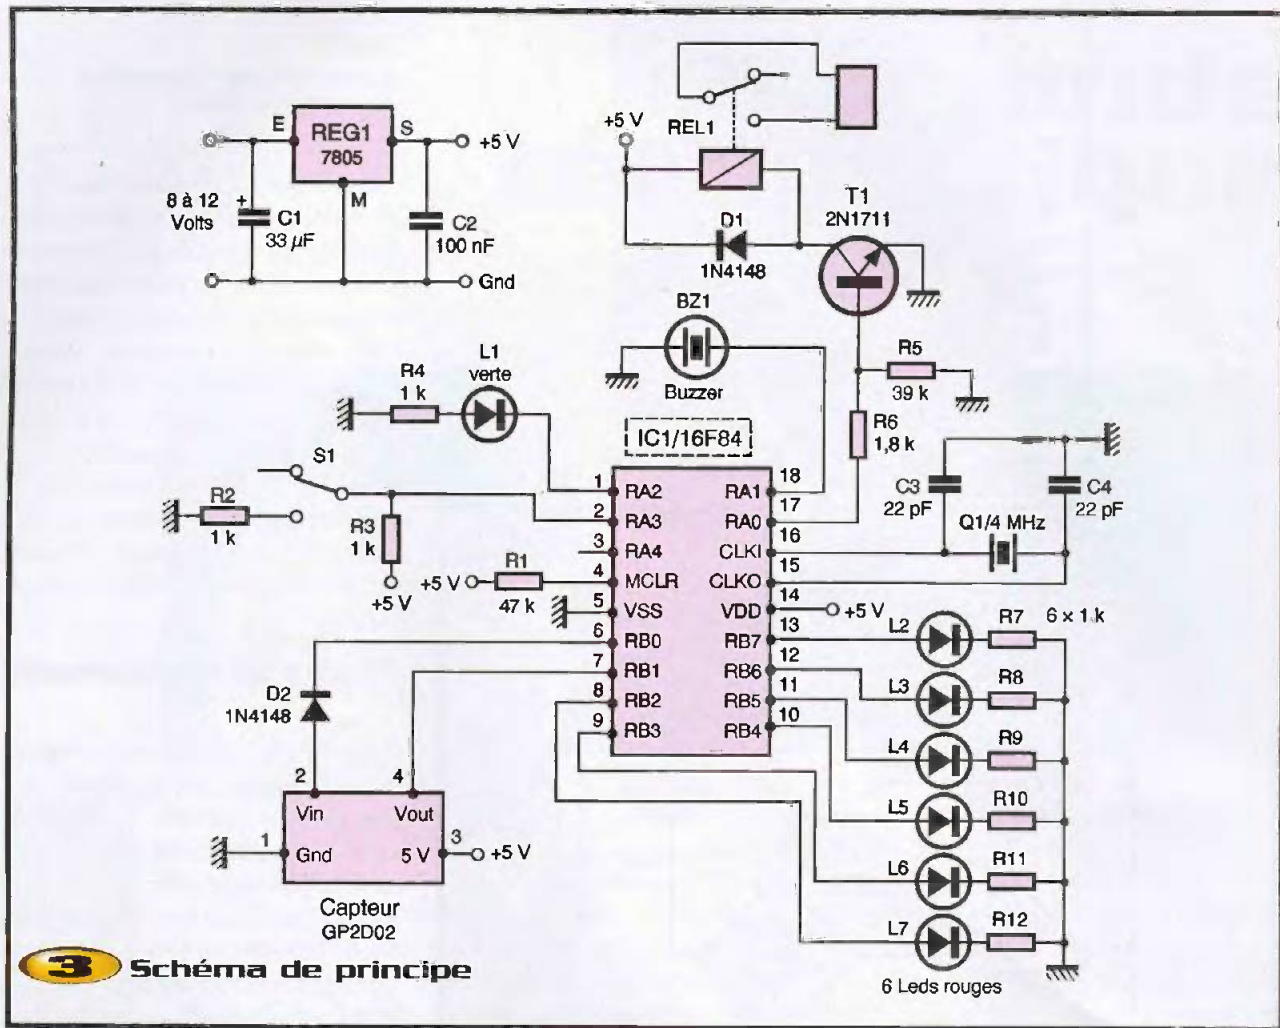 E
REG1
7805
S
+5 V
8 à 12
Volts
+
C1
33 µF
M
C2
100 nF
Gnd
+5 V
REL1
D1
1N4148
T1
2N1711
BZ1
Buzzer
R5
39 k
R6
1,8 k
L1
verte
R4
1 k
S1
R2
1 k
R3
1 k
+5 V
+5 V
R1
47 k
IC1/16F84
1
RA2
2
RA3
3
RA4
4
MCLR
5
VSS
6
RB0
7
RB1
8
RB2
9
RB3
18
RA1
17
RA0
16
CLKI
15
CLKO
14
VDD
13
RB7
12
RB6
11
RB5
10
RB4
C3
22 pF
C4
22 pF
Q1/4 MHz
+5 V
L2
R7
6 x 1 k
L3
R8
L4
R9
L5
R10
L6
R11
L7
R12
6 Leds rouges
D2
1N4148
2
4
Vin
Vout
1
Gnd
5 V
3
+5 V
Capteur
GP2D02
3 Schéma de principe